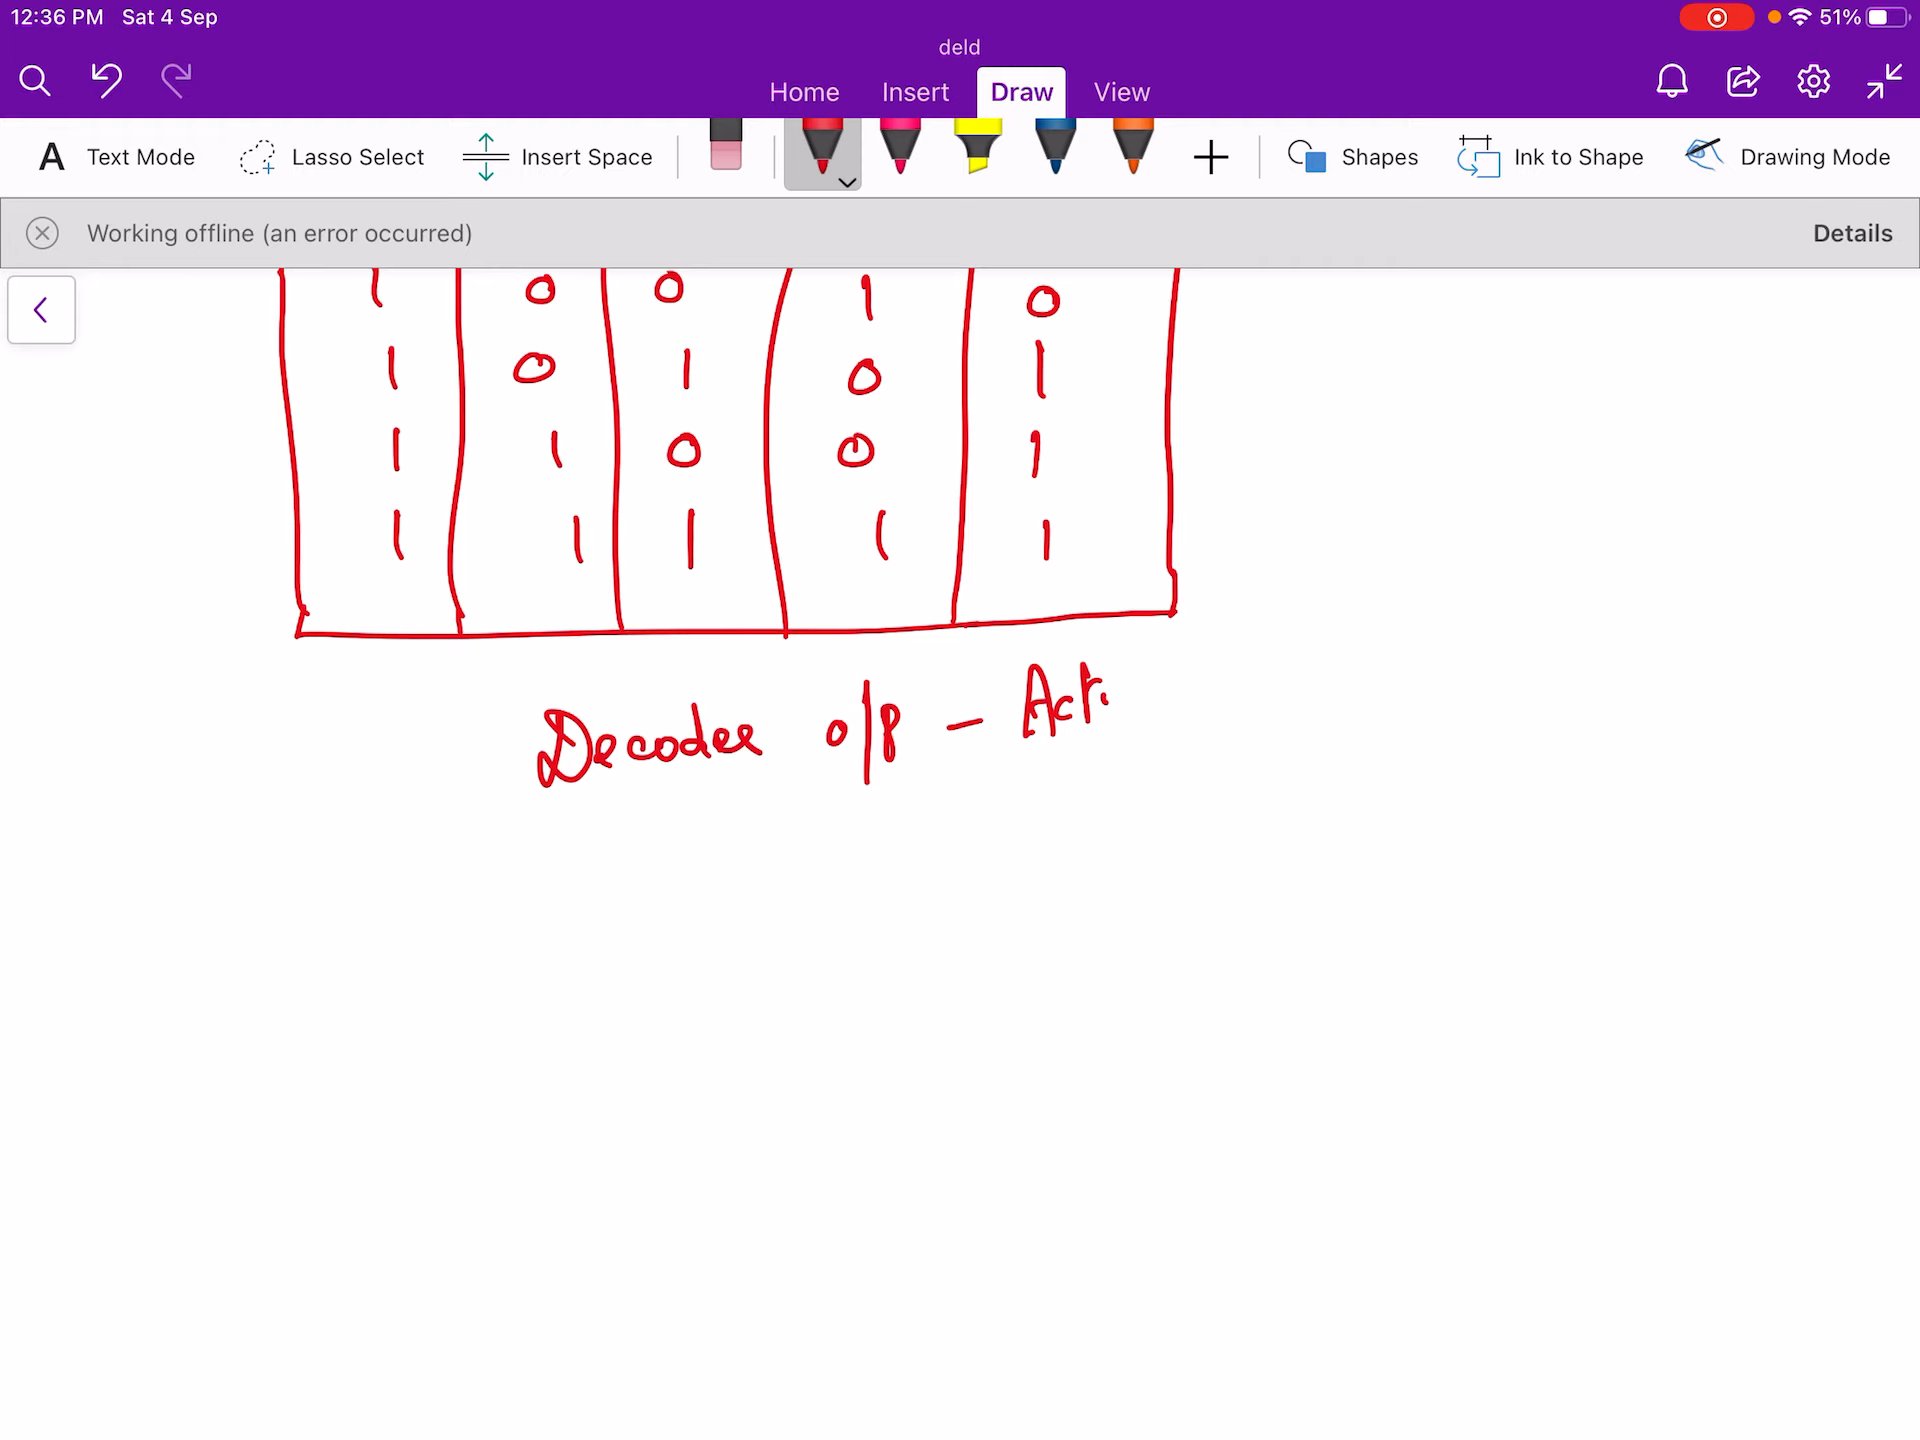 12:36 PM Sat 4 Sep 51%
deld
Home Insert Draw View
A Text Mode Lasso Select Insert Space Shapes Ink to Shape Drawing Mode
Working offline (an error occurred) Details
1 0 0 1 0
1 0 1 0 1
1 1 0 0 1
1 1 1 1 1
Decoder o/p - Acti